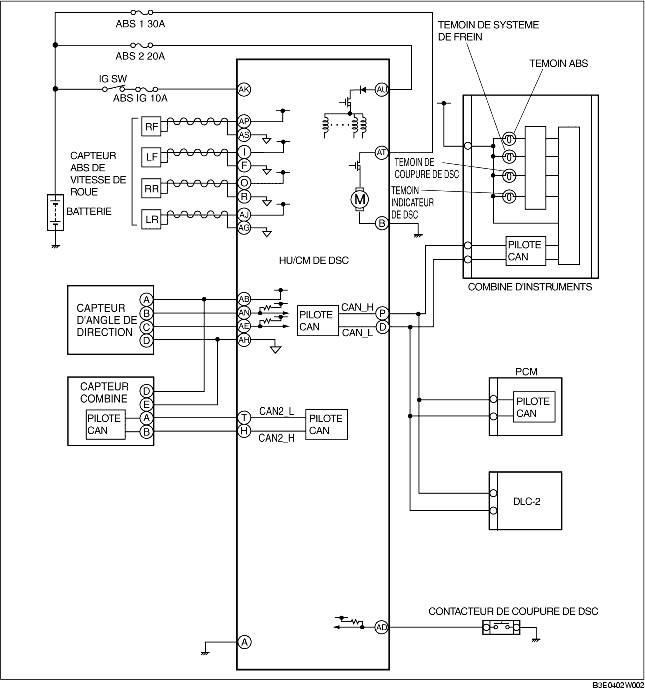 ABS 1 30A
ABS 2 20A
IG SW
ABS IG 10A
TEMOIN DE SYSTEME
DE FREIN
TEMOIN ABS
AK
AU
RF
AP
AS
LF
I
F
AT
RR
O
R
LR
AJ
AG
M
B
CAPTEUR
ABS DE
VITESSE DE
ROUE
BATTERIE
TEMOIN DE
COUPURE DE DSC
TEMOIN
INDICATEUR
DE DSC
PILOTE
CAN
COMBINE D'INSTRUMENTS
HU/CM DE DSC
CAPTEUR
D'ANGLE DE
DIRECTION
A
B
C
D
AB
AN
AE
AH
PILOTE
CAN
CAN_H
CAN_L
P
D
CAPTEUR
COMBINE
PILOTE
CAN
D
E
A
B
T
H
CAN2_L
CAN2_H
PILOTE
CAN
PCM
PILOTE
CAN
DLC-2
CONTACTEUR DE COUPURE DE DSC
AD
A
B3E0402W002